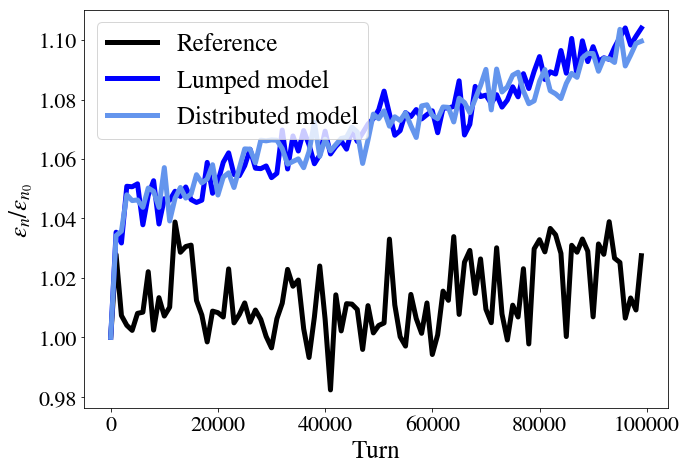 Reference
Lumped model
Distributed model
1.10
1.08
1.06
1.04
1.02
1.00
0.98
εₙ/εₙ₀
0 20000 40000 60000 80000 100000
Turn